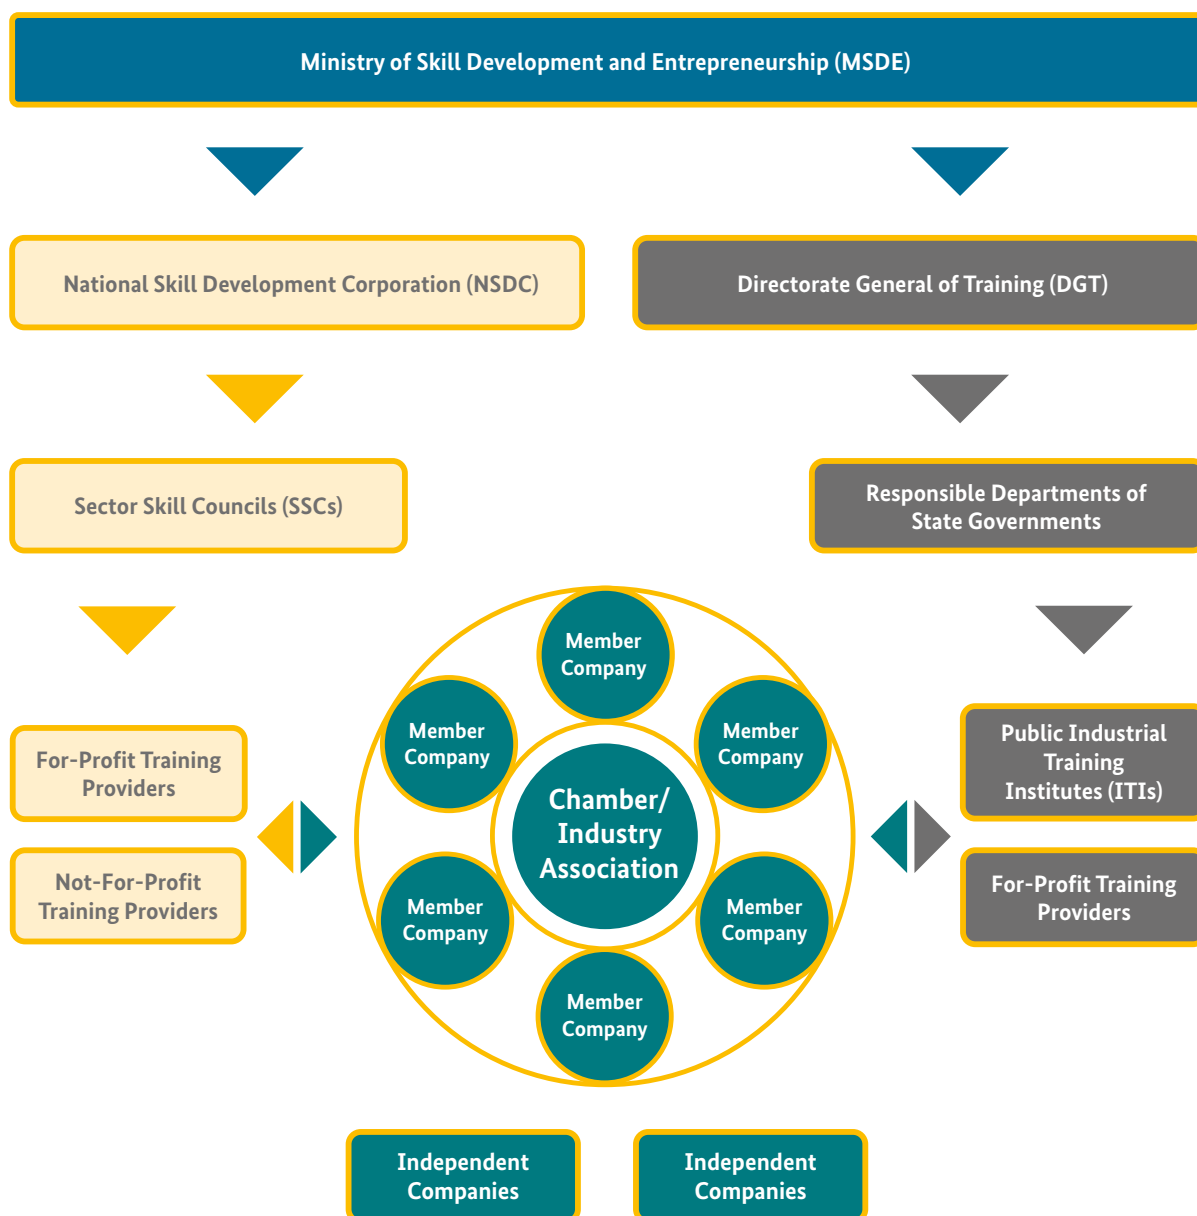 Ministry of Skill Development and Entrepreneurship (MSDE)
National Skill Development Corporation (NSDC)
Directorate General of Training (DGT)
Sector Skill Councils (SSCs)
Responsible Departments of
State Governments
For-Profit Training
Providers
Not-For-Profit
Training Providers
Member
Company
Member
Company
Member
Company
Chamber/
Industry
Association
Member
Company
Member
Company
Member
Company
Public Industrial
Training
Institutes (ITIs)
For-Profit Training
Providers
Independent
Companies
Independent
Companies